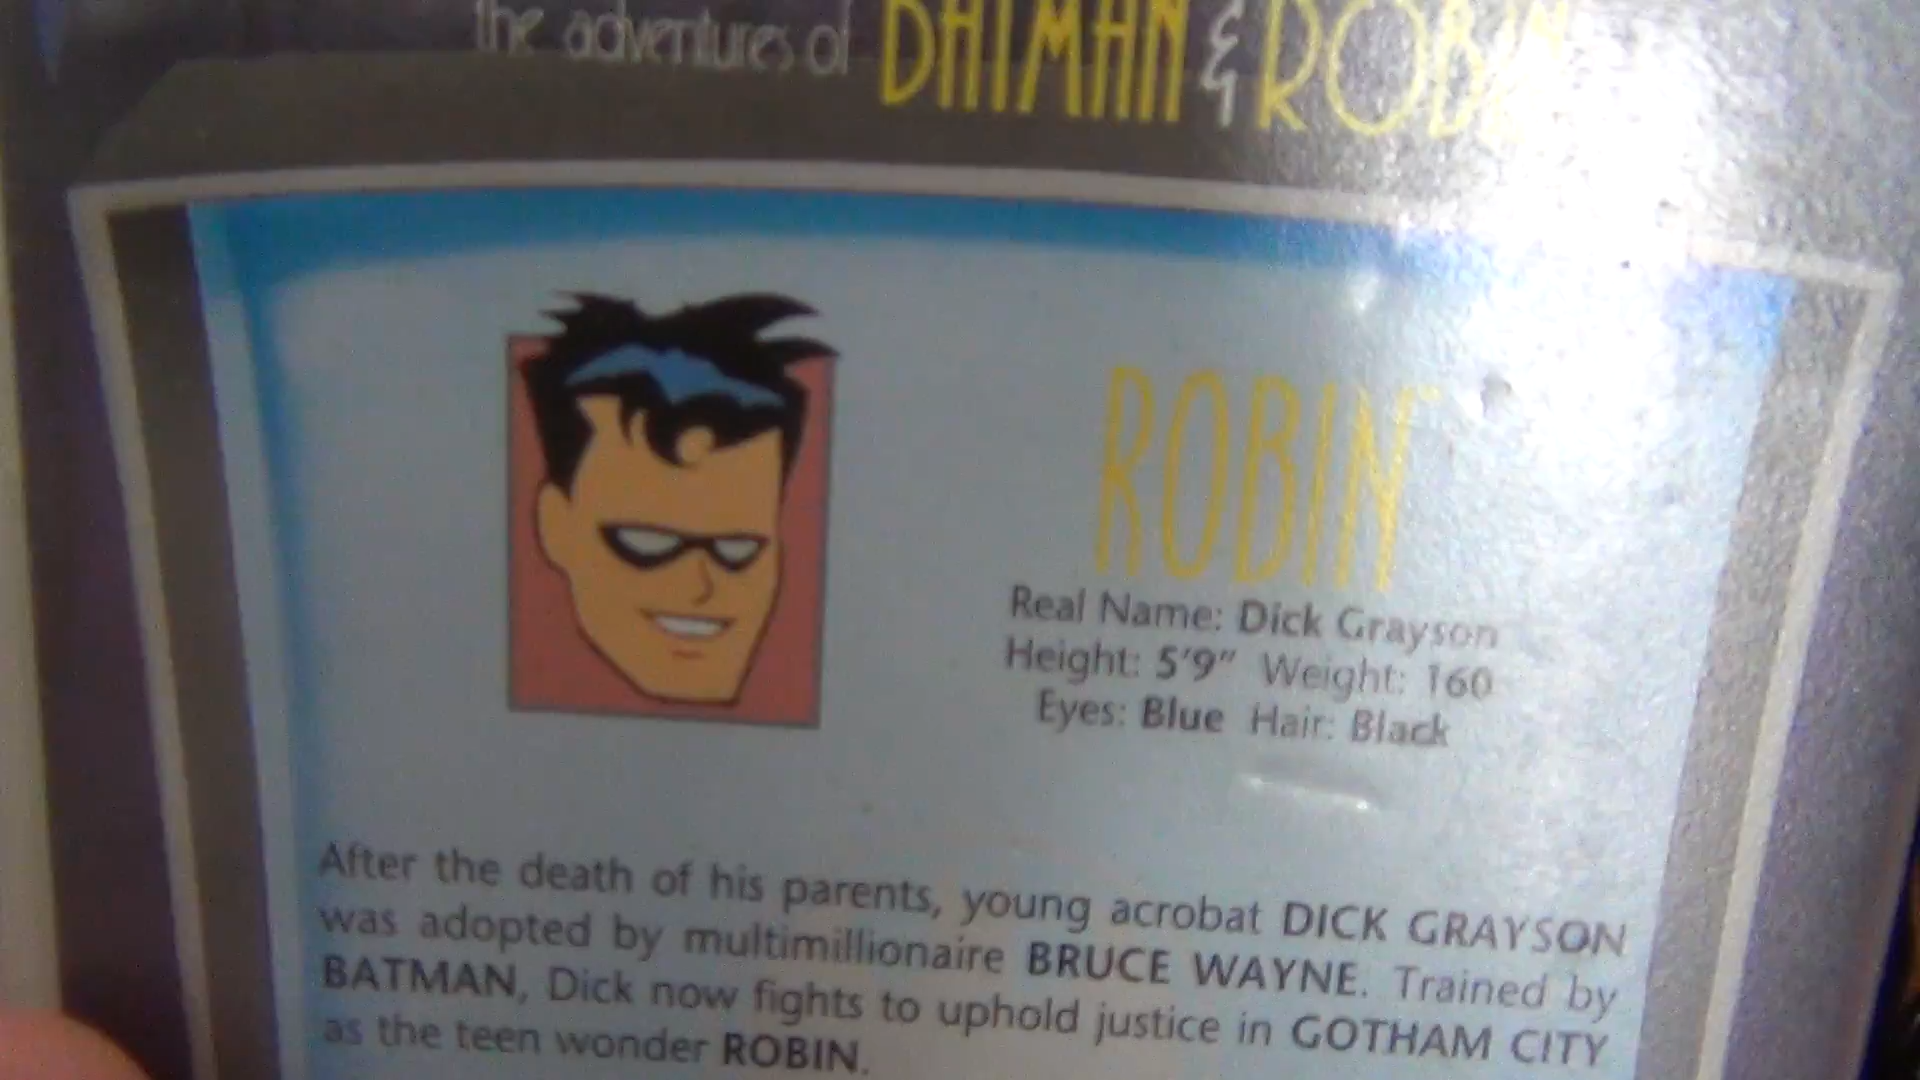 the adventures of BATMAN & ROBIN
ROBIN
Real Name: Dick Grayson
Height: 5'9" Weight: 160
Eyes: Blue Hair: Black
After the death of his parents, young acrobat DICK GRAYSON
was adopted by multimillionaire BRUCE WAYNE. Trained by
BATMAN, Dick now fights to uphold justice in GOTHAM CITY
as the teen wonder ROBIN.